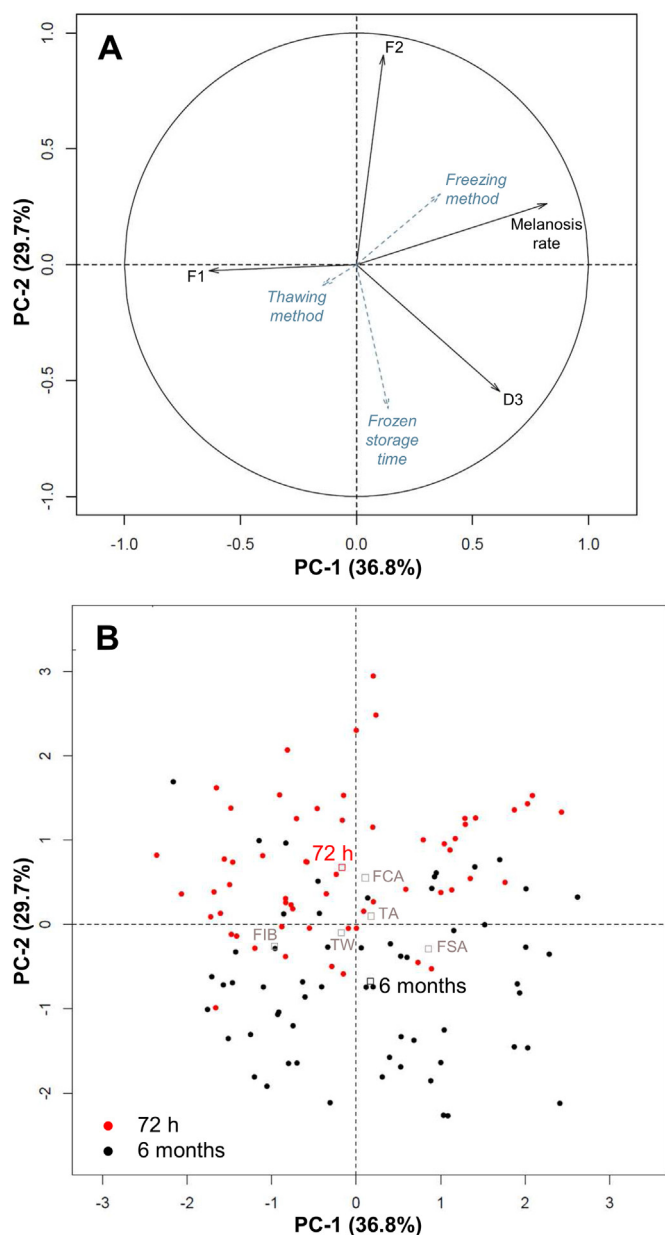 A
F2
Freezing
method
Melanosis
rate
F1
Thawing
method
D3
Frozen
storage
time
PC-2 (29.7%)
1.0
0.5
0.0
-0.5
-1.0
-1.0
-0.5
0.0
0.5
1.0
PC-1 (36.8%)
B
72 h
FCA
TA
FIB
TW
FSA
6 months
72 h
6 months
PC-2 (29.7%)
3
2
1
0
-1
-2
-3
-2
-1
0
1
2
3
PC-1 (36.8%)